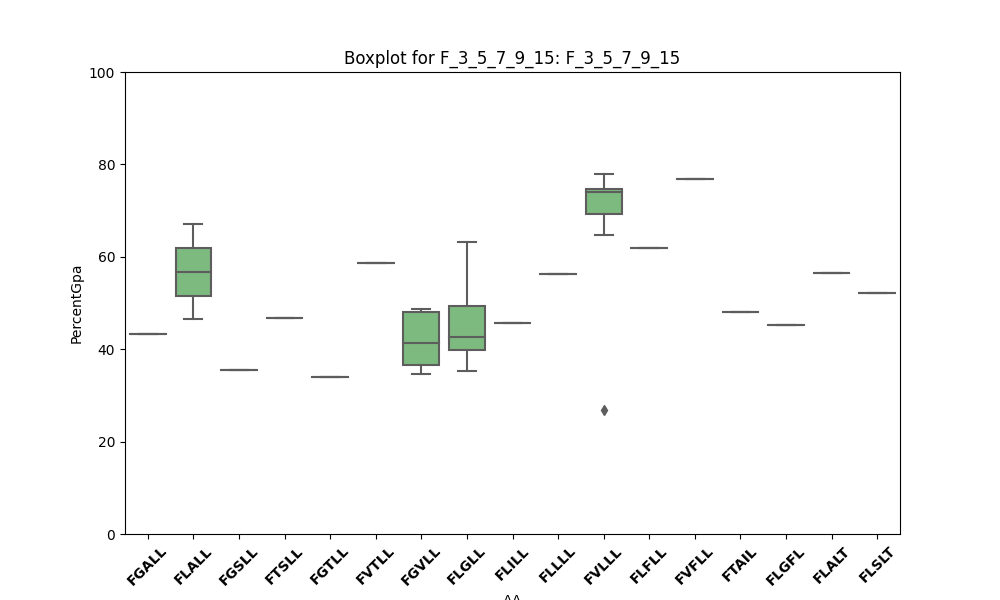 Boxplot for F_3_5_7_9_15: F_3_5_7_9_15
100
80
60
40
20
0
PercentGpa
FGALL FLALL FGSLL FTSLL FGTLL FVTLL FGVLL FLGLL FLILL FLLLL FVLLL FLFLL FVFLL FTAIL FLGFL FLALT FLSLT
AA